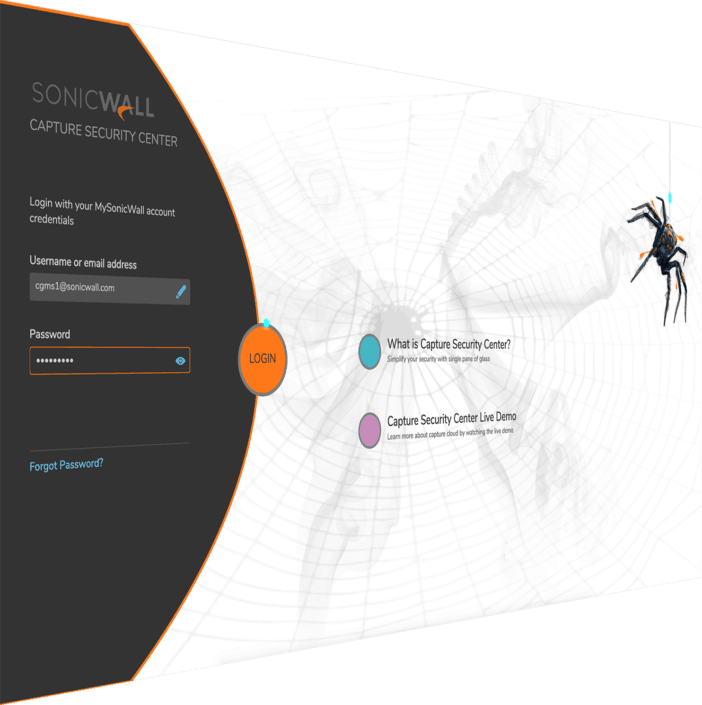 SONICWALL
CAPTURE SECURITY CENTER
Login with your MySonicWall account
credentials
Username or email address
cgms1@sonicwall.com
Password
•••••••••
LOGIN
What is Capture Security Center?
Simplify your security with single pane of glass
Capture Security Center Live Demo
Learn more about capture cloud by watching the live demo
Forgot Password?